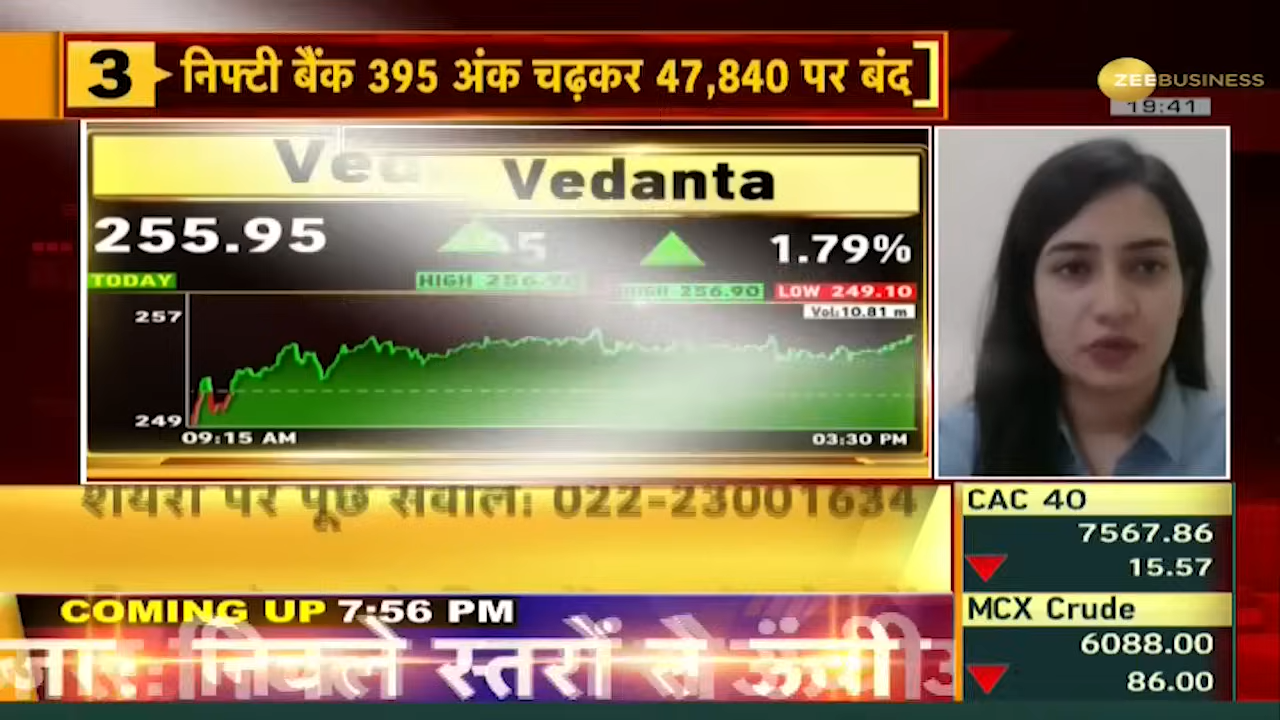 3 निफ्टी बैंक 395 अंक चढ़कर 47,840 पर बंद
ZEEBUSINESS
19:41
Vedanta
255.95 1.79%
TODAY HIGH 256.90 LOW 249.10
Vol:10.81 m
257
249
09:15 AM 03:30 PM
पर पूछ सवाल: 022-23001634
CAC 40
7567.86
15.57
COMING UP 7:56 PM
स्तरों से
MCX Crude
6088.00
86.00